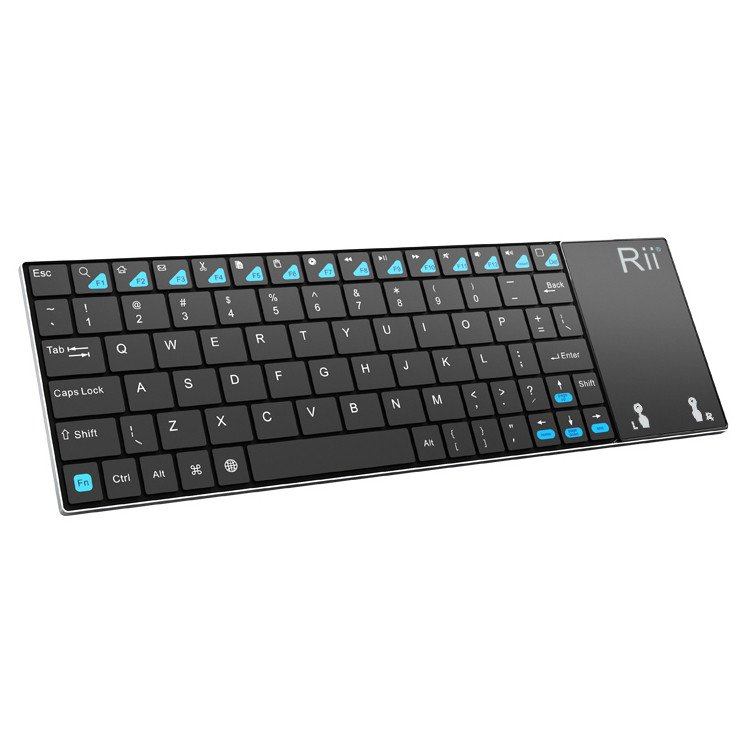 Rii
Esc F1 F2 F3 F4 F5 F6 F7 F8 F9 F10 F11 F12 Del
~ ! @ # $ % ^ & * ( ) _ Back
` 1 2 3 4 5 6 7 8 9 0 -
Tab Q W E R T Y U I O P + = | \
Caps Lock A S D F G H J K L : ; Enter
Shift | \ Z X C V B N M < , > . ? / Shift
Fn Ctrl Alt ⌘ Alt { [ } ] " '
L R